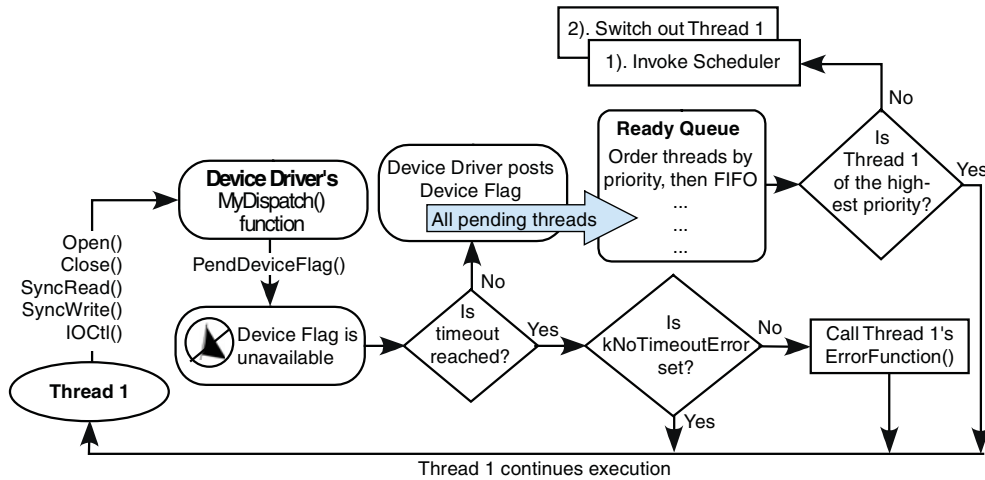 2). Switch out Thread 1
1). Invoke Scheduler
No
Ready Queue
Order threads by
priority, then FIFO
...
...
...
Is
Thread 1
of the high-
est priority?
Yes
Device Driver posts
Device Flag
All pending threads
Device Driver's
MyDispatch()
function
Open()
Close()
SyncRead()
SyncWrite()
IOCtl()
PendDeviceFlag()
No
Device Flag is
unavailable
Is
timeout
reached?
Yes
Is
kNoTimeoutError
set?
No
Call Thread 1's
ErrorFunction()
Thread 1
Yes
Thread 1 continues execution